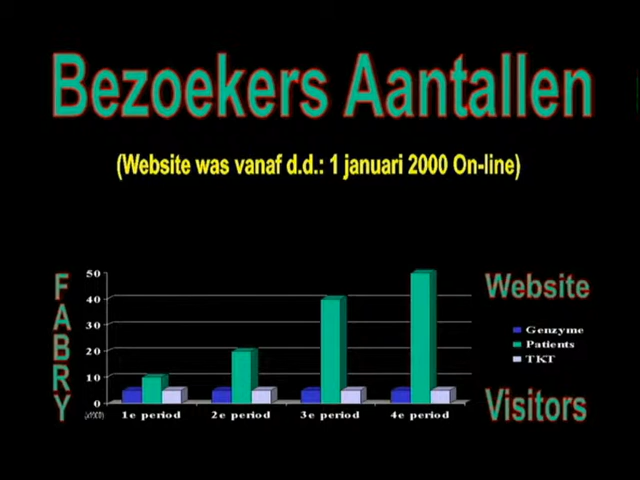 Bezoekers Aantallen
(Website was vanaf d.d.: 1 januari 2000 On-line)
FABRY
50
40
30
20
10
0
(x1000)
1e period 2e period 3e period 4e period
Website
Genzyme
Patients
TKT
Visitors